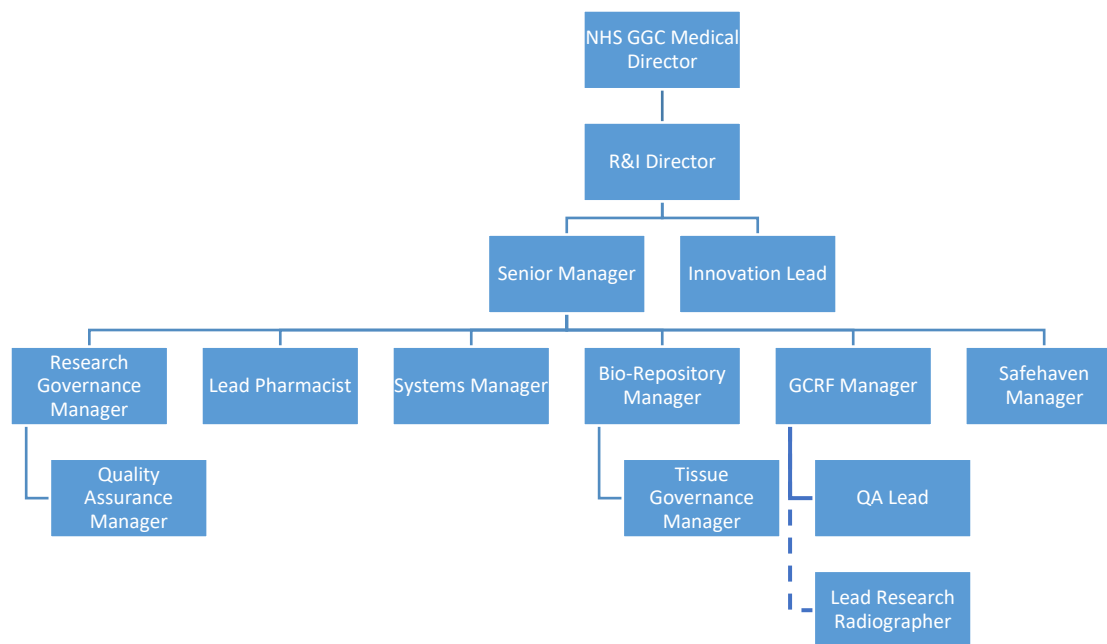 NHS GGC Medical
Director
R&I Director
Senior Manager
Innovation Lead
Research
Governance
Manager
Lead Pharmacist
Systems Manager
Bio-Repository
Manager
GCRF Manager
Safehaven
Manager
Quality
Assurance
Manager
Tissue
Governance
Manager
QA Lead
Lead Research
Radiographer